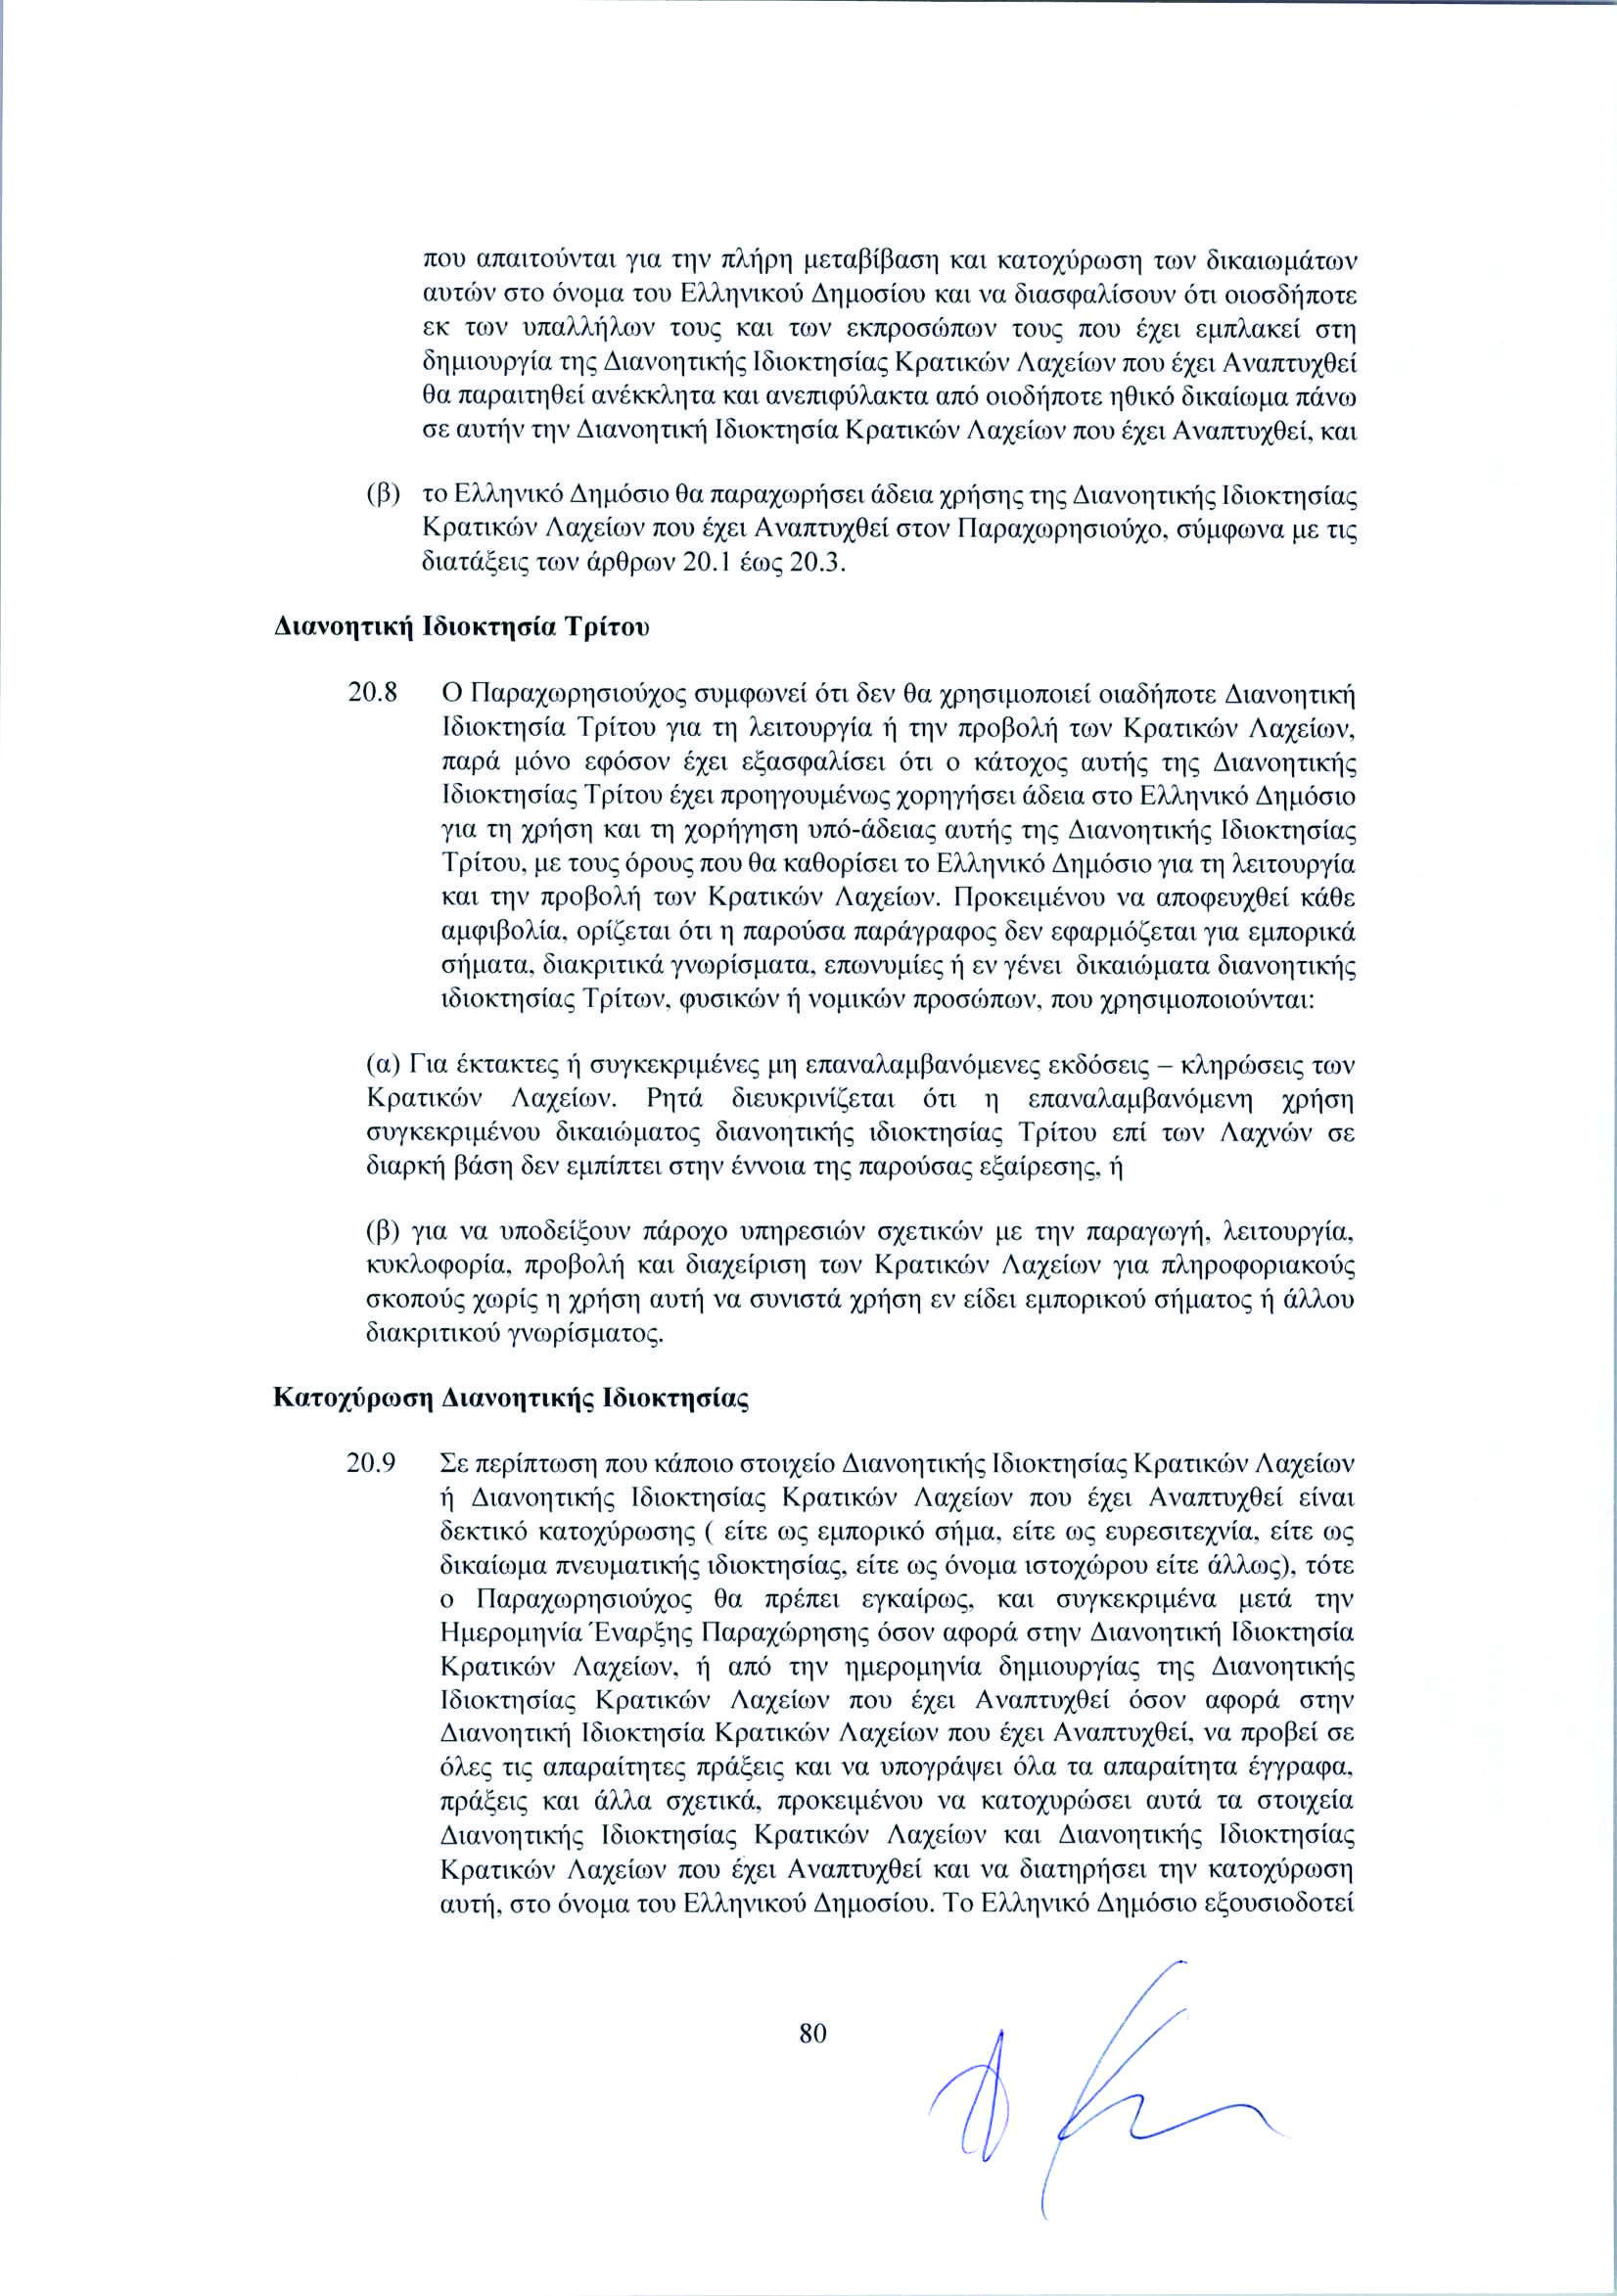 που απαιτούνται για την πλήρη μεταβίβαση και κατοχύρωση των δικαιωμάτων
αυτών στο όνομα του Ελληνικού Δημοσίου και να διασφαλίσουν ότι οιοσδήποτε
εκ των υπαλλήλων τους και των εκπροσώπων τους που έχει εμπλακεί στη
δημιουργία της Διανοητικής Ιδιοκτησίας Κρατικών Λαχείων που έχει Αναπτυχθεί
θα παραιτηθεί ανέκκλητα και ανεπιφύλακτα από οιοδήποτε ηθικό δικαίωμα πάνω
σε αυτήν την Διανοητική Ιδιοκτησία Κρατικών Λαχείων που έχει Αναπτυχθεί, και
(β) το Ελληνικό Δημόσιο θα παραχωρήσει άδεια χρήσης της Διανοητικής Ιδιοκτησίας
Κρατικών Λαχείων που έχει Αναπτυχθεί στον Παραχωρησιούχο, σύμφωνα με τις
διατάξεις των άρθρων 20.1 έως 20.3.
Διανοητική Ιδιοκτησία Τρίτου
20.8 Ο Παραχωρησιούχος συμφωνεί ότι δεν θα χρησιμοποιεί οιαδήποτε Διανοητική
Ιδιοκτησία Τρίτου για τη λειτουργία ή την προβολή των Κρατικών Λαχείων,
παρά μόνο εφόσον έχει εξασφαλίσει ότι ο κάτοχος αυτής της Διανοητικής
Ιδιοκτησίας Τρίτου έχει προηγουμένως χορηγήσει άδεια στο Ελληνικό Δημόσιο
για τη χρήση και τη χορήγηση υπό-άδειας αυτής της Διανοητικής Ιδιοκτησίας
Τρίτου, με τους όρους που θα καθορίσει το Ελληνικό Δημόσιο για τη λειτουργία
και την προβολή των Κρατικών Λαχείων. Προκειμένου να αποφευχθεί κάθε
αμφιβολία, ορίζεται ότι η παρούσα παράγραφος δεν εφαρμόζεται για εμπορικά
σήματα, διακριτικά γνωρίσματα, επωνυμίες ή εν γένει δικαιώματα διανοητικής
ιδιοκτησίας Τρίτων, φυσικών ή νομικών προσώπων, που χρησιμοποιούνται:
(α) Για έκτακτες ή συγκεκριμένες μη επαναλαμβανόμενες εκδόσεις – κληρώσεις των
Κρατικών Λαχείων. Ρητά διευκρινίζεται ότι η επαναλαμβανόμενη χρήση
συγκεκριμένου δικαιώματος διανοητικής ιδιοκτησίας Τρίτου επί των Λαχνών σε
διαρκή βάση δεν εμπίπτει στην έννοια της παρούσας εξαίρεσης, ή
(β) για να υποδείξουν πάροχο υπηρεσιών σχετικών με την παραγωγή, λειτουργία,
κυκλοφορία, προβολή και διαχείριση των Κρατικών Λαχείων για πληροφοριακούς
σκοπούς χωρίς η χρήση αυτή να συνιστά χρήση εν είδει εμπορικού σήματος ή άλλου
διακριτικού γνωρίσματος.
Κατοχύρωση Διανοητικής Ιδιοκτησίας
20.9 Σε περίπτωση που κάποιο στοιχείο Διανοητικής Ιδιοκτησίας Κρατικών Λαχείων
ή Διανοητικής Ιδιοκτησίας Κρατικών Λαχείων που έχει Αναπτυχθεί είναι
δεκτικό κατοχύρωσης ( είτε ως εμπορικό σήμα, είτε ως ευρεσιτεχνία, είτε ως
δικαίωμα πνευματικής ιδιοκτησίας, είτε ως όνομα ιστοχώρου είτε άλλως), τότε
ο Παραχωρησιούχος θα πρέπει εγκαίρως, και συγκεκριμένα μετά την
Ημερομηνία Έναρξης Παραχώρησης όσον αφορά στην Διανοητική Ιδιοκτησία
Κρατικών Λαχείων, ή από την ημερομηνία δημιουργίας της Διανοητικής
Ιδιοκτησίας Κρατικών Λαχείων που έχει Αναπτυχθεί όσον αφορά στην
Διανοητική Ιδιοκτησία Κρατικών Λαχείων που έχει Αναπτυχθεί, να προβεί σε
όλες τις απαραίτητες πράξεις και να υπογράψει όλα τα απαραίτητα έγγραφα,
πράξεις και άλλα σχετικά, προκειμένου να κατοχυρώσει αυτά τα στοιχεία
Διανοητικής Ιδιοκτησίας Κρατικών Λαχείων και Διανοητικής Ιδιοκτησίας
Κρατικών Λαχείων που έχει Αναπτυχθεί και να διατηρήσει την κατοχύρωση
αυτή, στο όνομα του Ελληνικού Δημοσίου. Το Ελληνικό Δημόσιο εξουσιοδοτεί
80